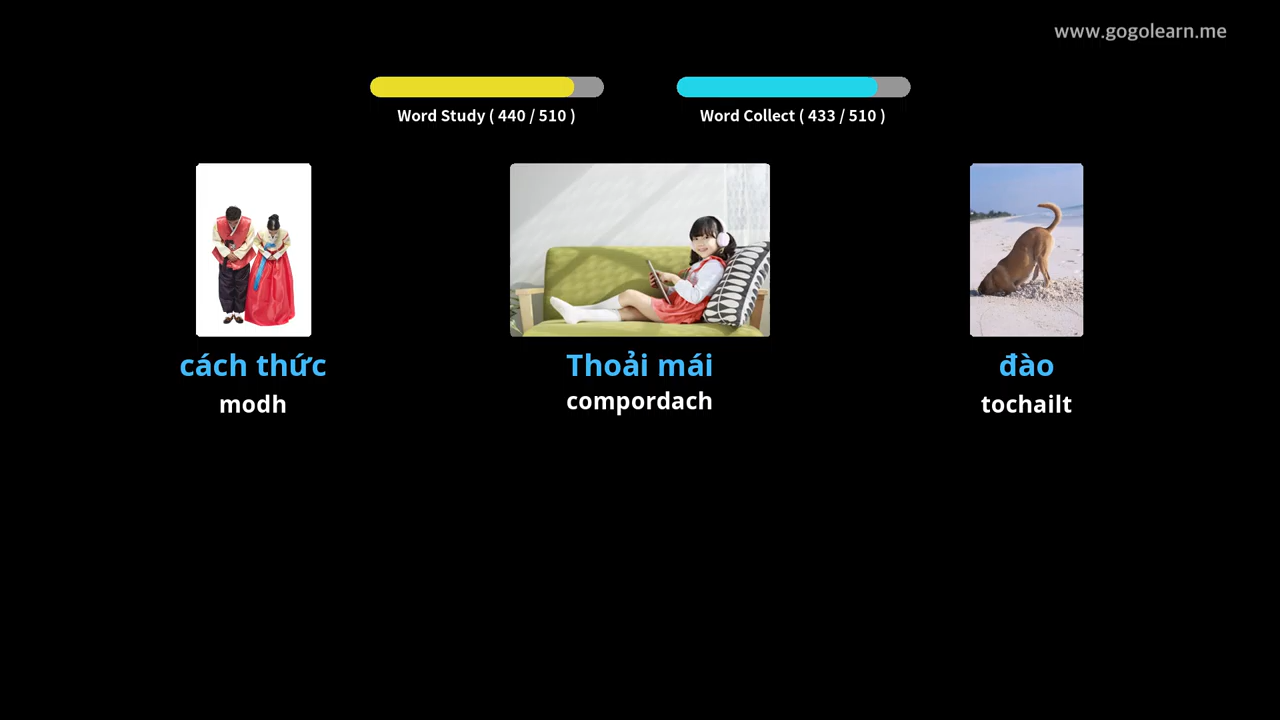 www.gogolearn.me
Word Study ( 440 / 510 )
Word Collect ( 433 / 510 )
cách thức
modh
Thoải mái
compordach
đào
tochailt